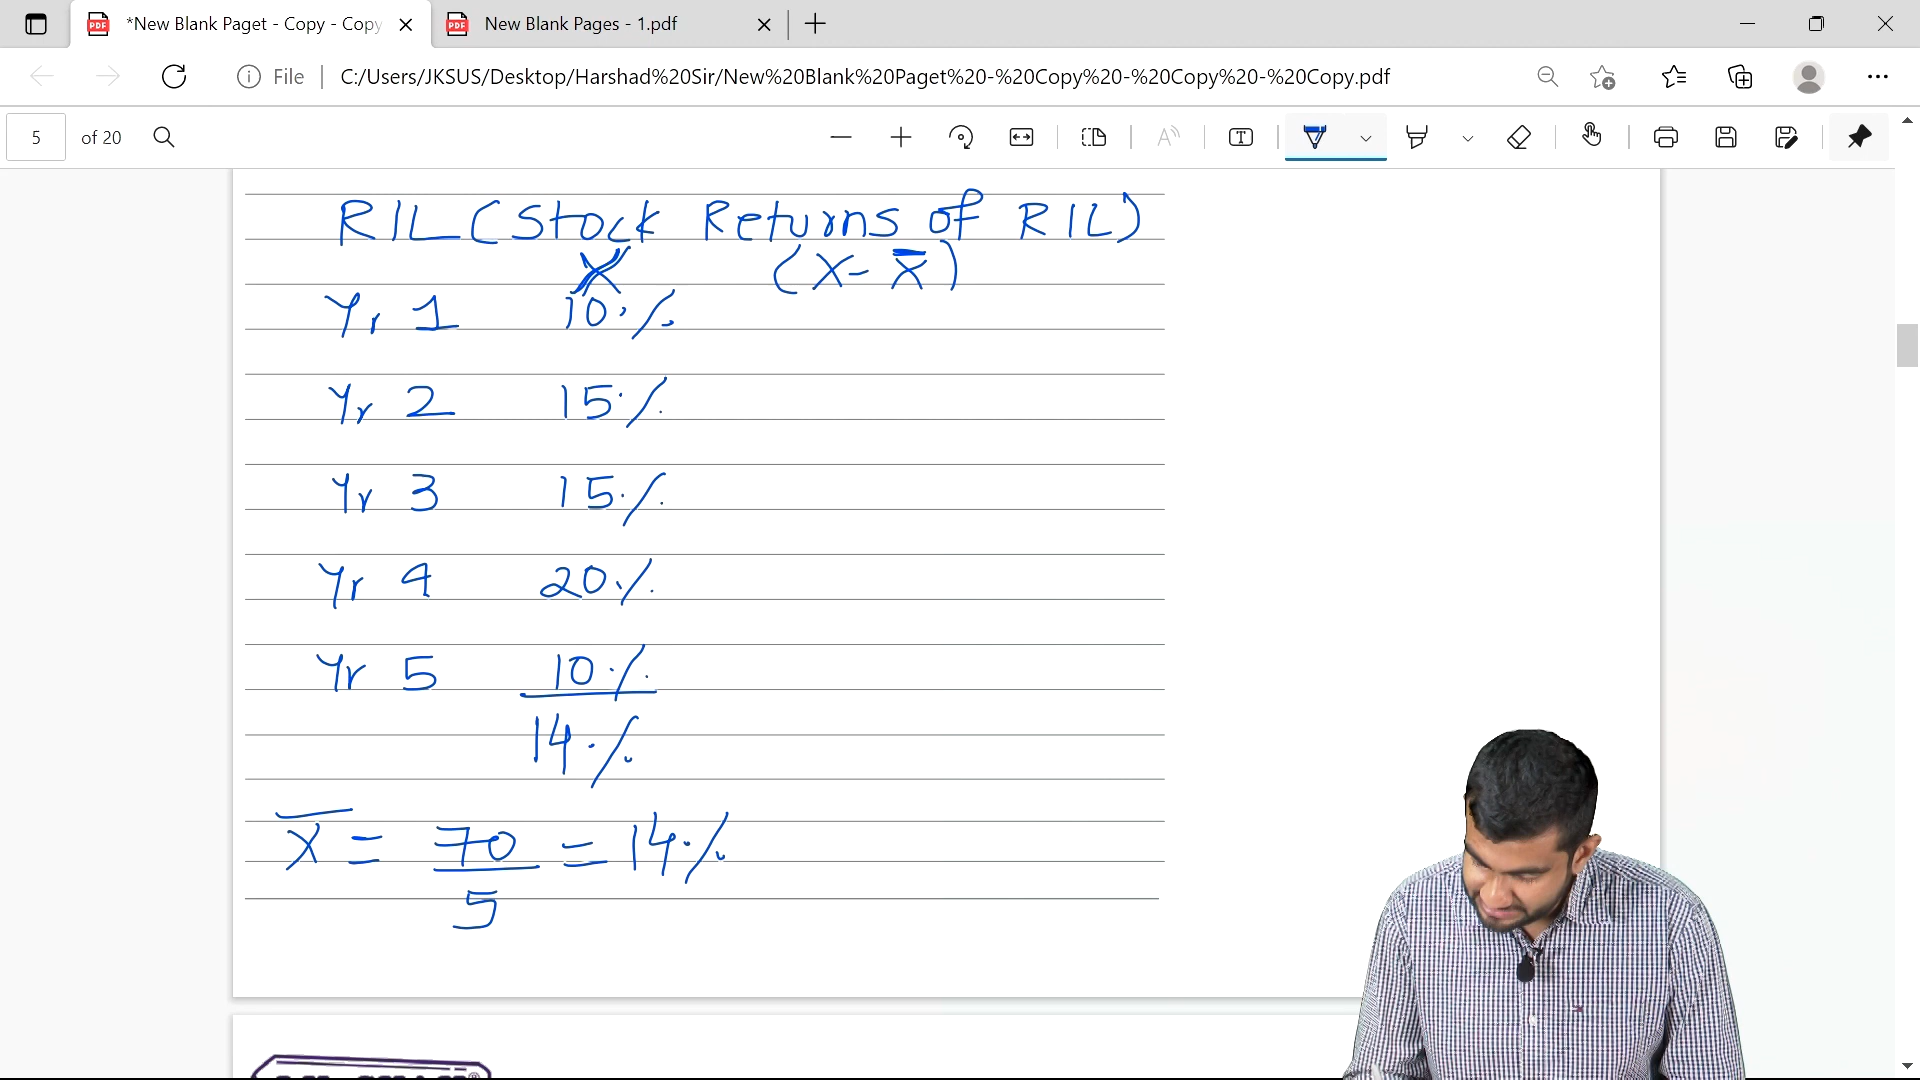 *New Blank Paget - Copy - Copy
New Blank Pages - 1.pdf
File
C:/Users/JKSUS/Desktop/Harshad%20Sir/New%20Blank%20Paget%20-%20Copy%20-%20Copy%20-%20Copy.pdf
5 of 20
RIL (Stock Returns of RIL)
X (X- X̅)
Yr 1 10%
Yr 2 15%
Yr 3 15%
Yr 4 20%
Yr 5 10%
14%
X̅ = 70/5 = 14%